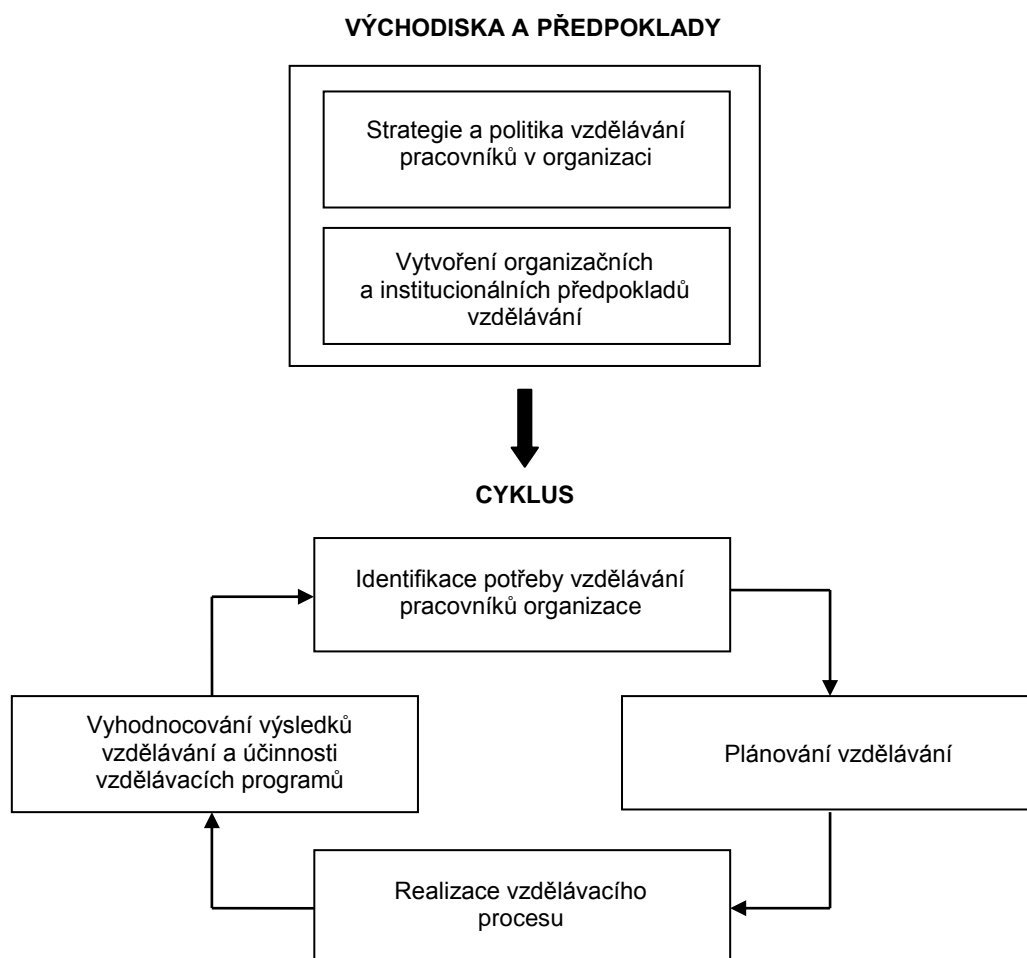 VÝCHODISKA A PŘEDPOKLADY
Strategie a politika vzdělávání
pracovníků v organizaci
Vytvoření organizačních
a institucionálních předpokladů
vzdělávání
CYKLUS
Identifikace potřeby vzdělávání
pracovníků organizace
Vyhodnocování výsledků
vzdělávání a účinnosti
vzdělávacích programů
Plánování vzdělávání
Realizace vzdělávacího
procesu